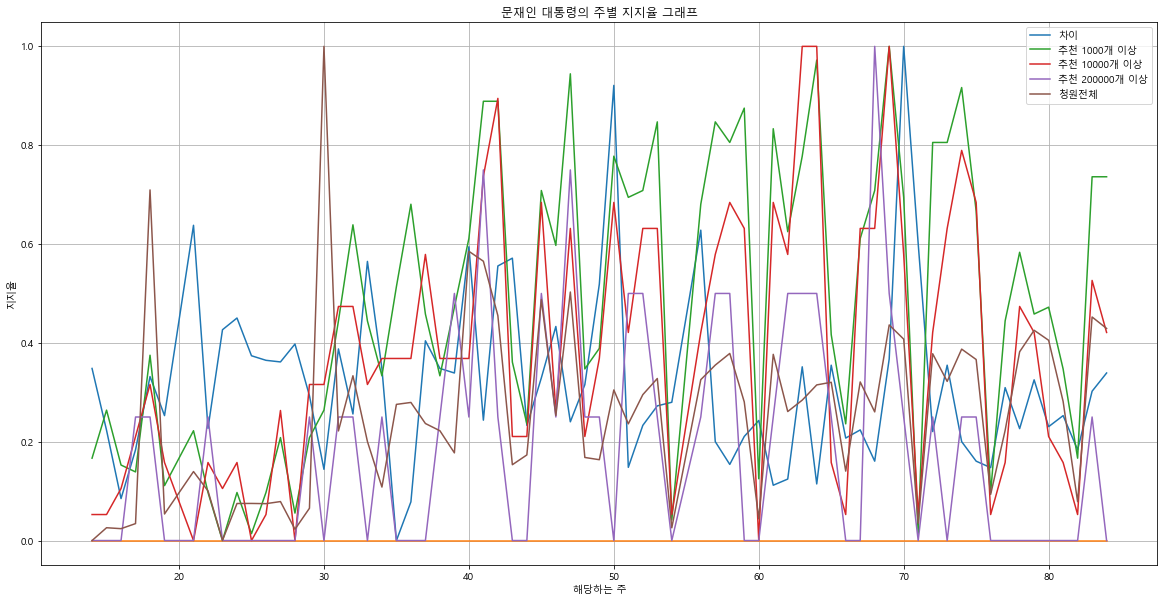 문재인 대통령의 주별 지지율 그래프
차이
주천 1000개 이상
주천 10000개 이상
주천 200000개 이상
청원전체
지지율
1.0
0.8
0.6
0.4
0.2
0.0
20 30 40 50 60 70 80
해당하는 주